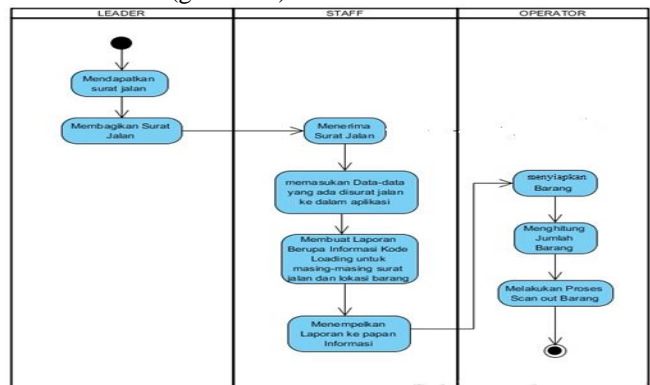 LEADER
STAFF
OPERATOR
Mendapatkan
surat jalan
Membagikan Surat
Jalan
Menerima
Surat Jalan
memasukan Data-data
yang ada disurat jalan
ke dalam aplikasi
Membuat Laporan
Berupa Informasi Kode
Loading untuk
masing-masing surat
jalan dan lokasi barang
Menempelkan
Laporan ke papan
Informasi
menyiapkan
Barang
Menghitung
Jumlah
Barang
Melakukan Proses
Scan out Barang